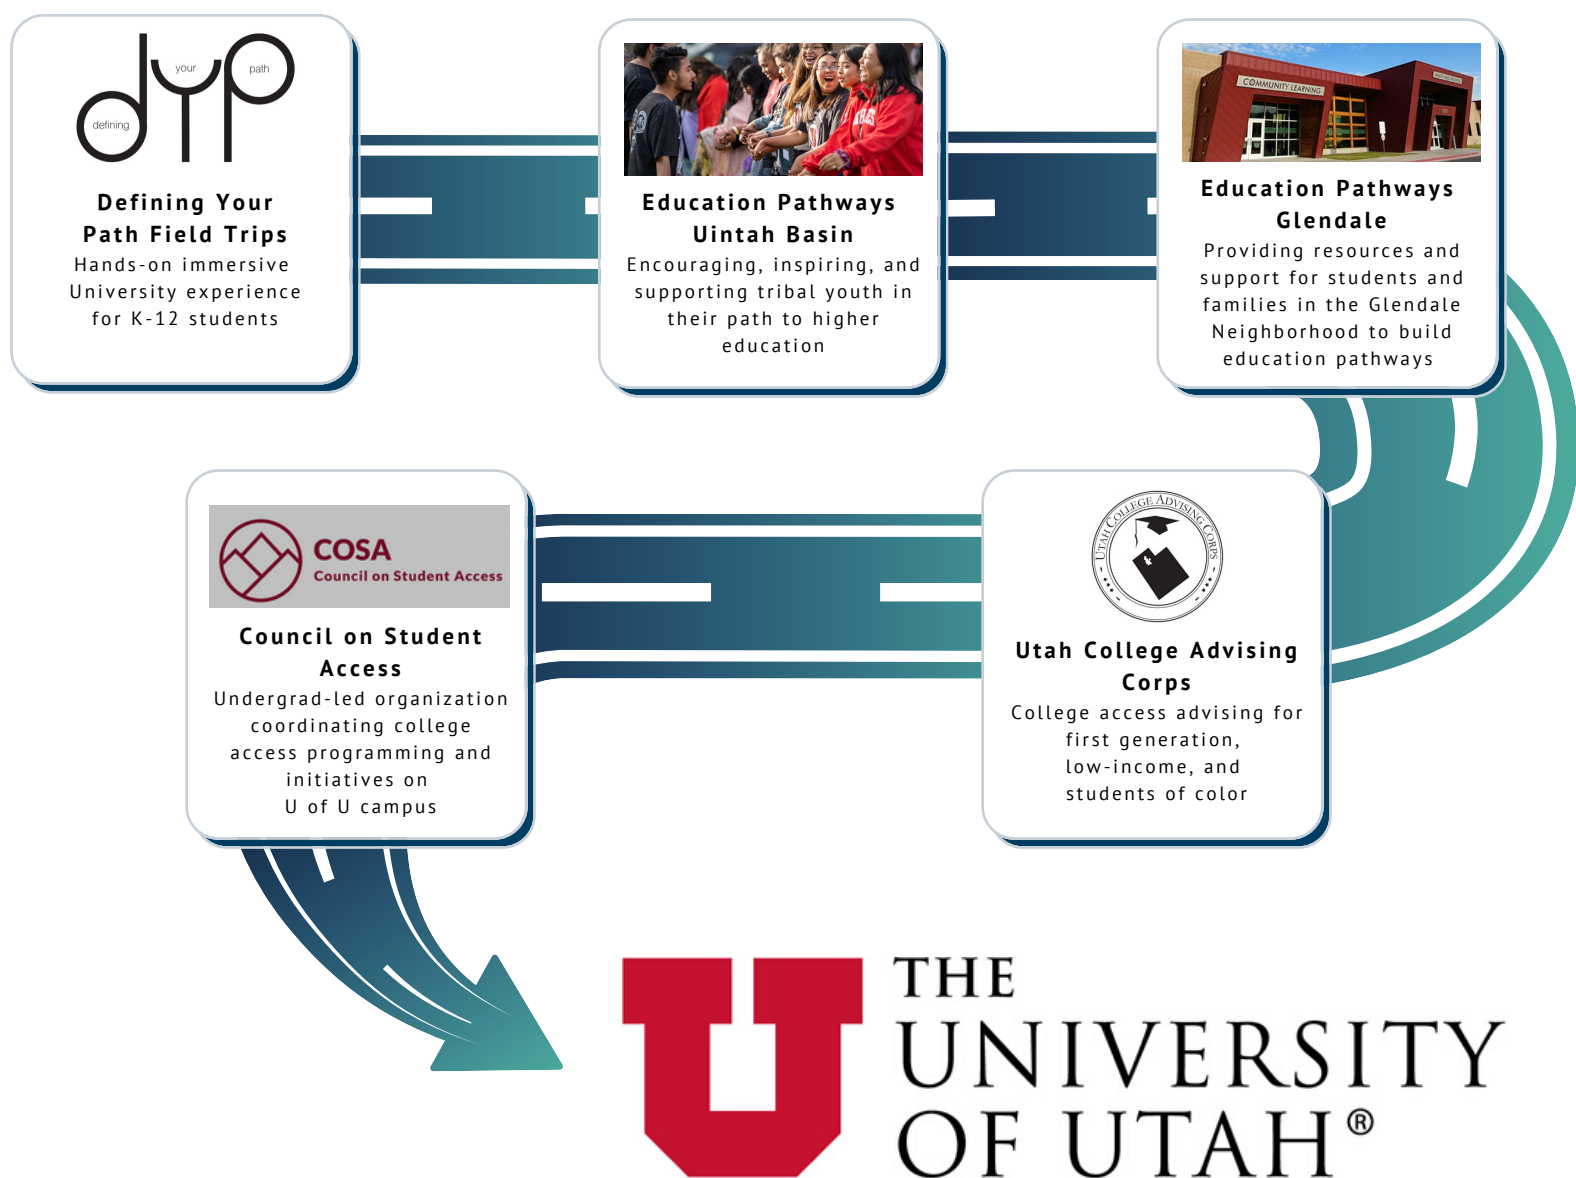 defining
your
path
dyp
Defining Your
Path Field Trips
Hands-on immersive
University experience
for K-12 students
Education Pathways
Uintah Basin
Encouraging, inspiring, and
supporting tribal youth in
their path to higher
education
COMMUNITY LEARNING
Education Pathways
Glendale
Providing resources and
support for students and
families in the Glendale
Neighborhood to build
education pathways
COSA
Council on Student Access
Council on Student
Access
Undergrad-led organization
coordinating college
access programming and
initiatives on
U of U campus
UTAH COLLEGE ADVISING CORPS
Utah College Advising
Corps
College access advising for
first generation,
low-income, and
students of color
U
THE
UNIVERSITY
OF UTAH®